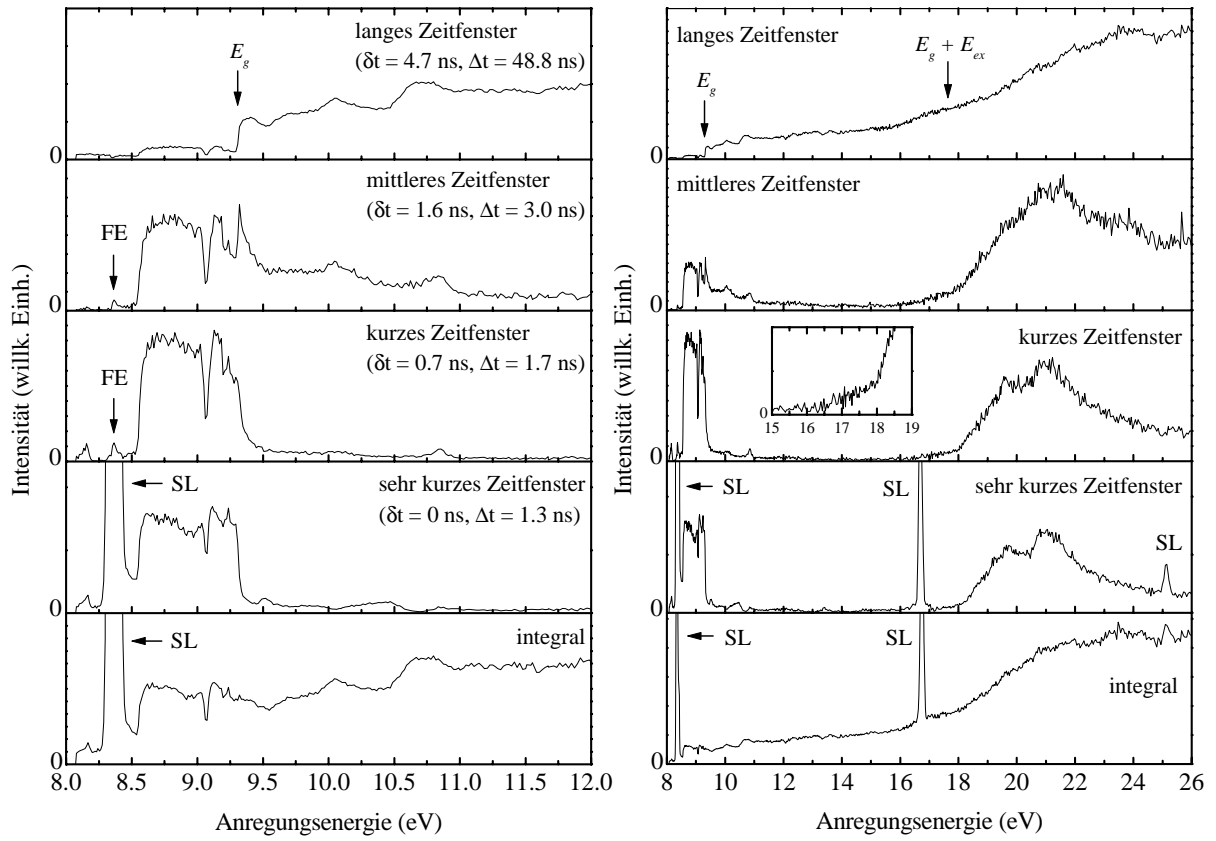 langes Zeitfenster
(δt = 4.7 ns, Δt = 48.8 ns)
E_g
0
mittleres Zeitfenster
(δt = 1.6 ns, Δt = 3.0 ns)
FE
0
kurzes Zeitfenster
(δt = 0.7 ns, Δt = 1.7 ns)
FE
0
SL
sehr kurzes Zeitfenster
(δt = 0 ns, Δt = 1.3 ns)
0
SL
integral
0
8.0 8.5 9.0 9.5 10.0 10.5 11.0 11.5 12.0
Anregungsenergie (eV)
Intensität (willk. Einh.)
langes Zeitfenster
E_g + E_ex
E_g
0
mittleres Zeitfenster
0
kurzes Zeitfenster
0
15 16 17 18 19
0
SL
SL
sehr kurzes Zeitfenster
SL
0
SL
SL
integral
0
8 10 12 14 16 18 20 22 24 26
Anregungsenergie (eV)
Intensität (willk. Einh.)